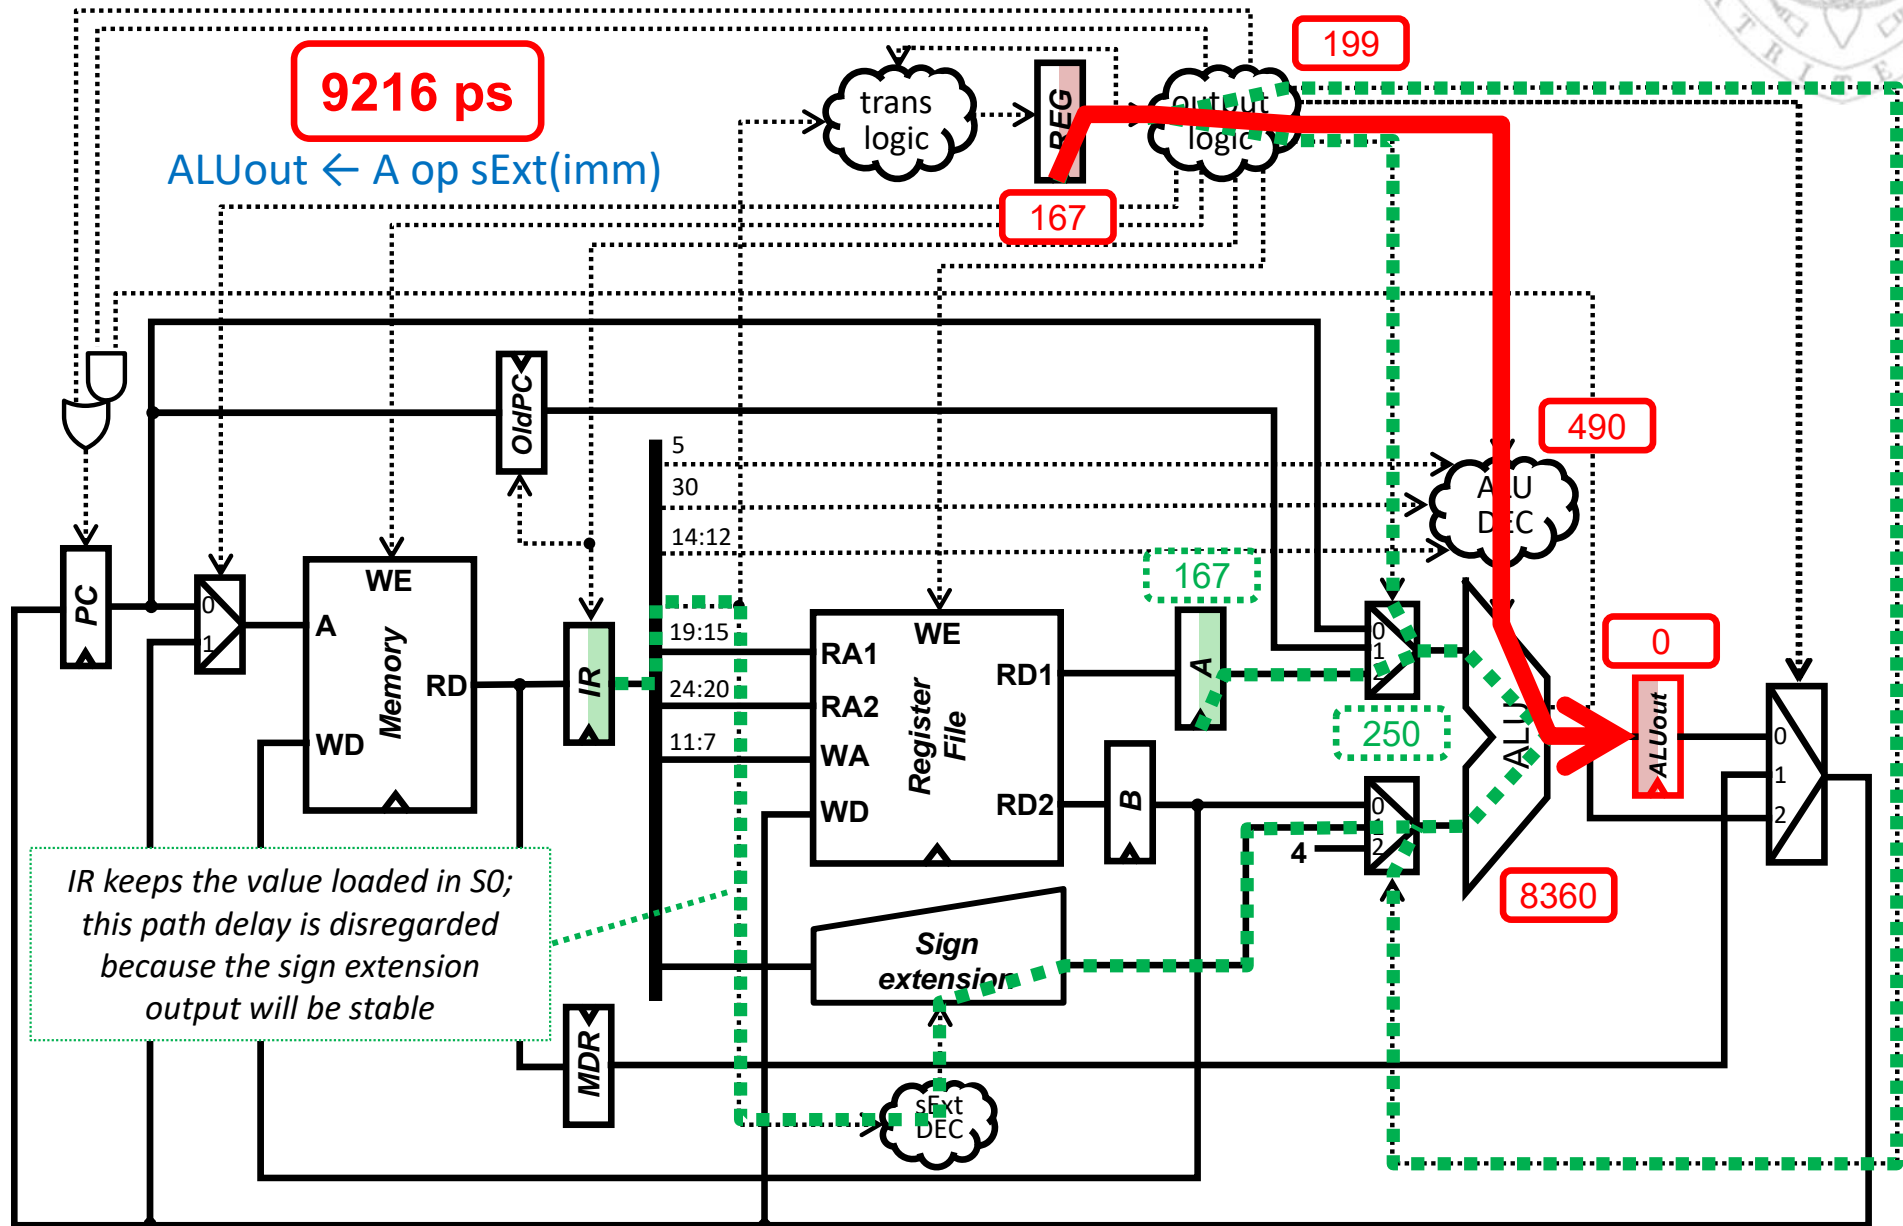 199
9216 ps
ALUout ← A op sExt(imm)
trans
logic
REG
output
logic
167
OldPC
5
30
14:12
490
ALU
DEC
167
PC
0
1
WE
A
Memory
RD
WD
IR
19:15
24:20
11:7
WE
RA1
RA2
WA
WD
Register
File
RD1
RD2
A
B
0
1
2
250
0
1
2
4
ALU
8360
0
ALUout
0
1
2
IR keeps the value loaded in S0;
this path delay is disregarded
because the sign extension
output will be stable
Sign
extension
MDR
sExt
DEC